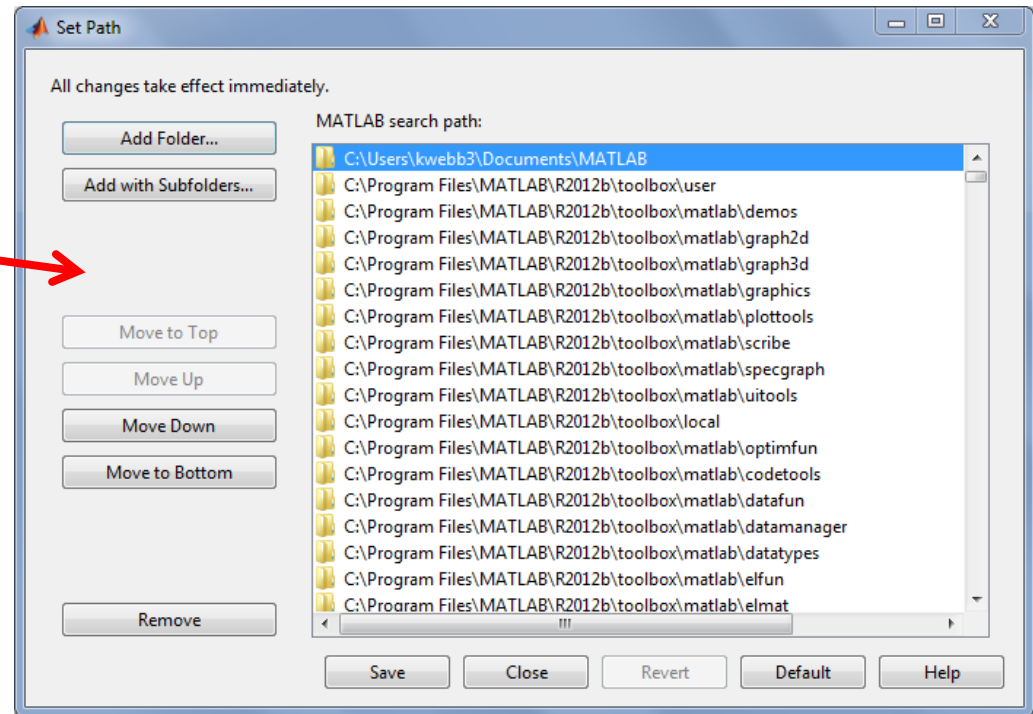 Set Path
All changes take effect immediately.
Add Folder...
Add with Subfolders...
Move to Top
Move Up
Move Down
Move to Bottom
Remove
MATLAB search path:
C:\Users\kwebb3\Documents\MATLAB
C:\Program Files\MATLAB\R2012b\toolbox\user
C:\Program Files\MATLAB\R2012b\toolbox\matlab\demos
C:\Program Files\MATLAB\R2012b\toolbox\matlab\graph2d
C:\Program Files\MATLAB\R2012b\toolbox\matlab\graph3d
C:\Program Files\MATLAB\R2012b\toolbox\matlab\graphics
C:\Program Files\MATLAB\R2012b\toolbox\matlab\plottools
C:\Program Files\MATLAB\R2012b\toolbox\matlab\scribe
C:\Program Files\MATLAB\R2012b\toolbox\matlab\specgraph
C:\Program Files\MATLAB\R2012b\toolbox\matlab\uitools
C:\Program Files\MATLAB\R2012b\toolbox\local
C:\Program Files\MATLAB\R2012b\toolbox\matlab\optimfun
C:\Program Files\MATLAB\R2012b\toolbox\matlab\codetools
C:\Program Files\MATLAB\R2012b\toolbox\matlab\datafun
C:\Program Files\MATLAB\R2012b\toolbox\matlab\datamanager
C:\Program Files\MATLAB\R2012b\toolbox\matlab\datatypes
C:\Program Files\MATLAB\R2012b\toolbox\matlab\elfun
C:\Program Files\MATLAB\R2012b\toolbox\matlab\elmat
Save Close Revert Default Help